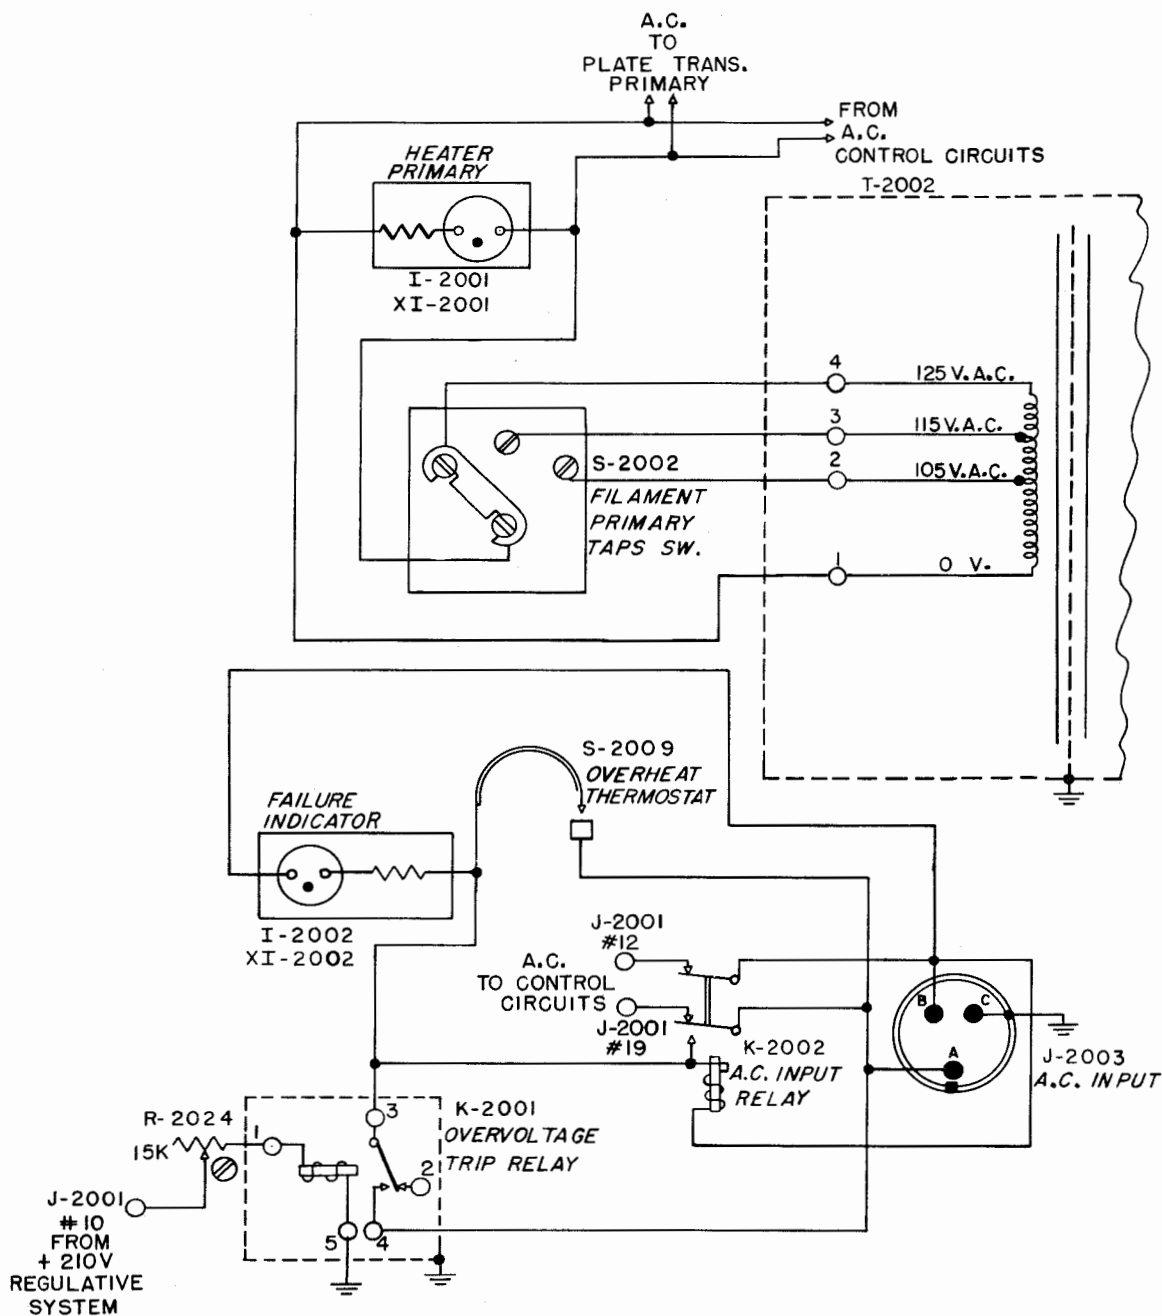 A.C.
TO
PLATE TRANS.
PRIMARY
FROM
A.C.
CONTROL CIRCUITS
HEATER
PRIMARY
I-2001
XI-2001
T-2002
4
125 V.A.C.
3
115 V.A.C.
2
105 V.A.C.
1
0 V.
S-2002
FILAMENT
PRIMARY
TAPS SW.
S-2009
OVERHEAT
THERMOSTAT
FAILURE
INDICATOR
I-2002
XI-2002
J-2001
#12
A.C.
TO CONTROL
CIRCUITS
J-2001
#19
K-2002
A.C. INPUT
RELAY
B
C
A
J-2003
A.C. INPUT
K-2001
OVERVOLTAGE
TRIP RELAY
R-2024
15K
1
3
2
5
4
J-2001
#10
FROM
+ 210V
REGULATIVE
SYSTEM